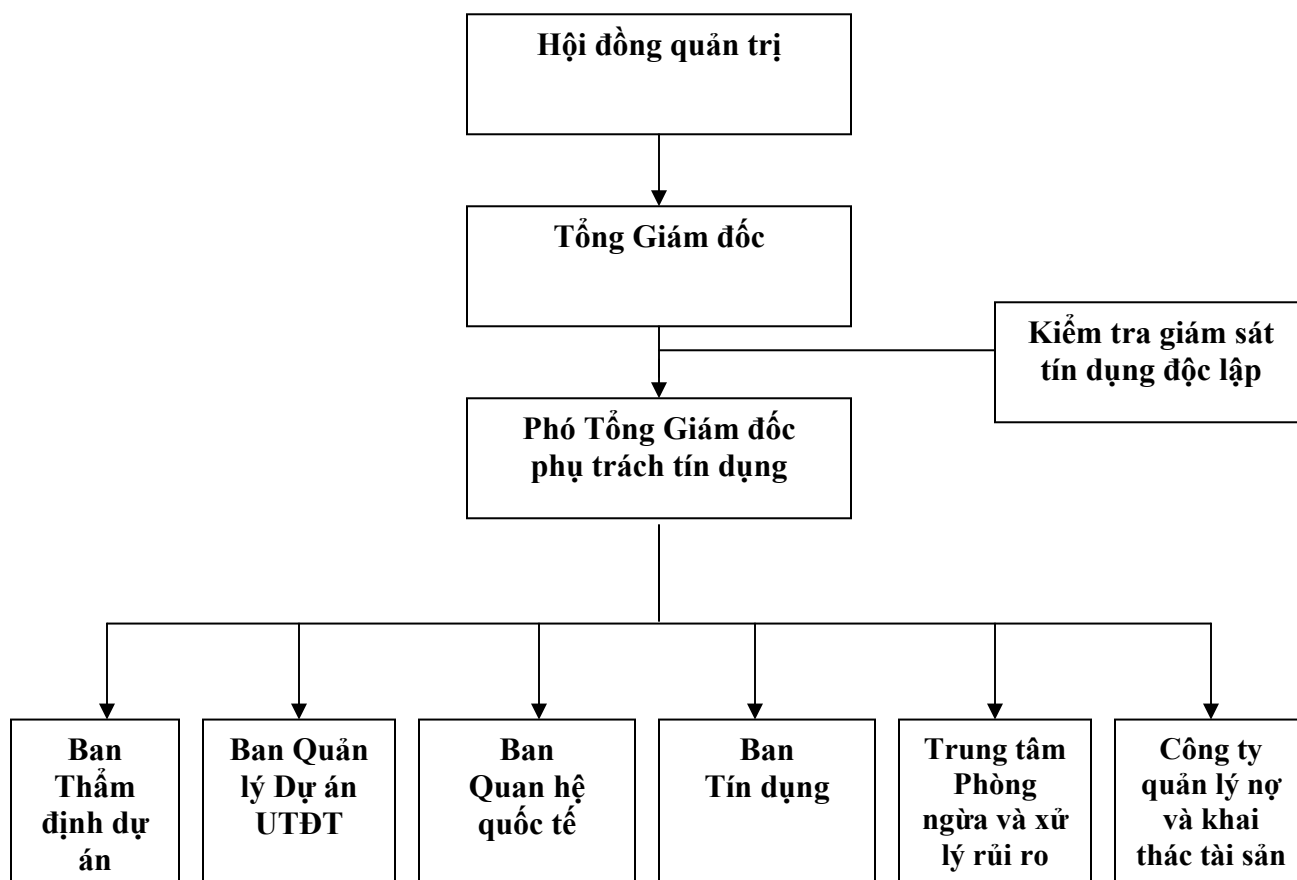 Hội đồng quản trị
Tổng Giám đốc
Kiểm tra giám sát
tín dụng độc lập
Phó Tổng Giám đốc
phụ trách tín dụng
Ban
Thẩm
định dự
án
Ban Quản
lý Dự án
UTĐT
Ban
Quan hệ
quốc tế
Ban
Tín dụng
Trung tâm
Phòng
ngừa và xử
lý rủi ro
Công ty
quản lý nợ
và khai
thác tài sản